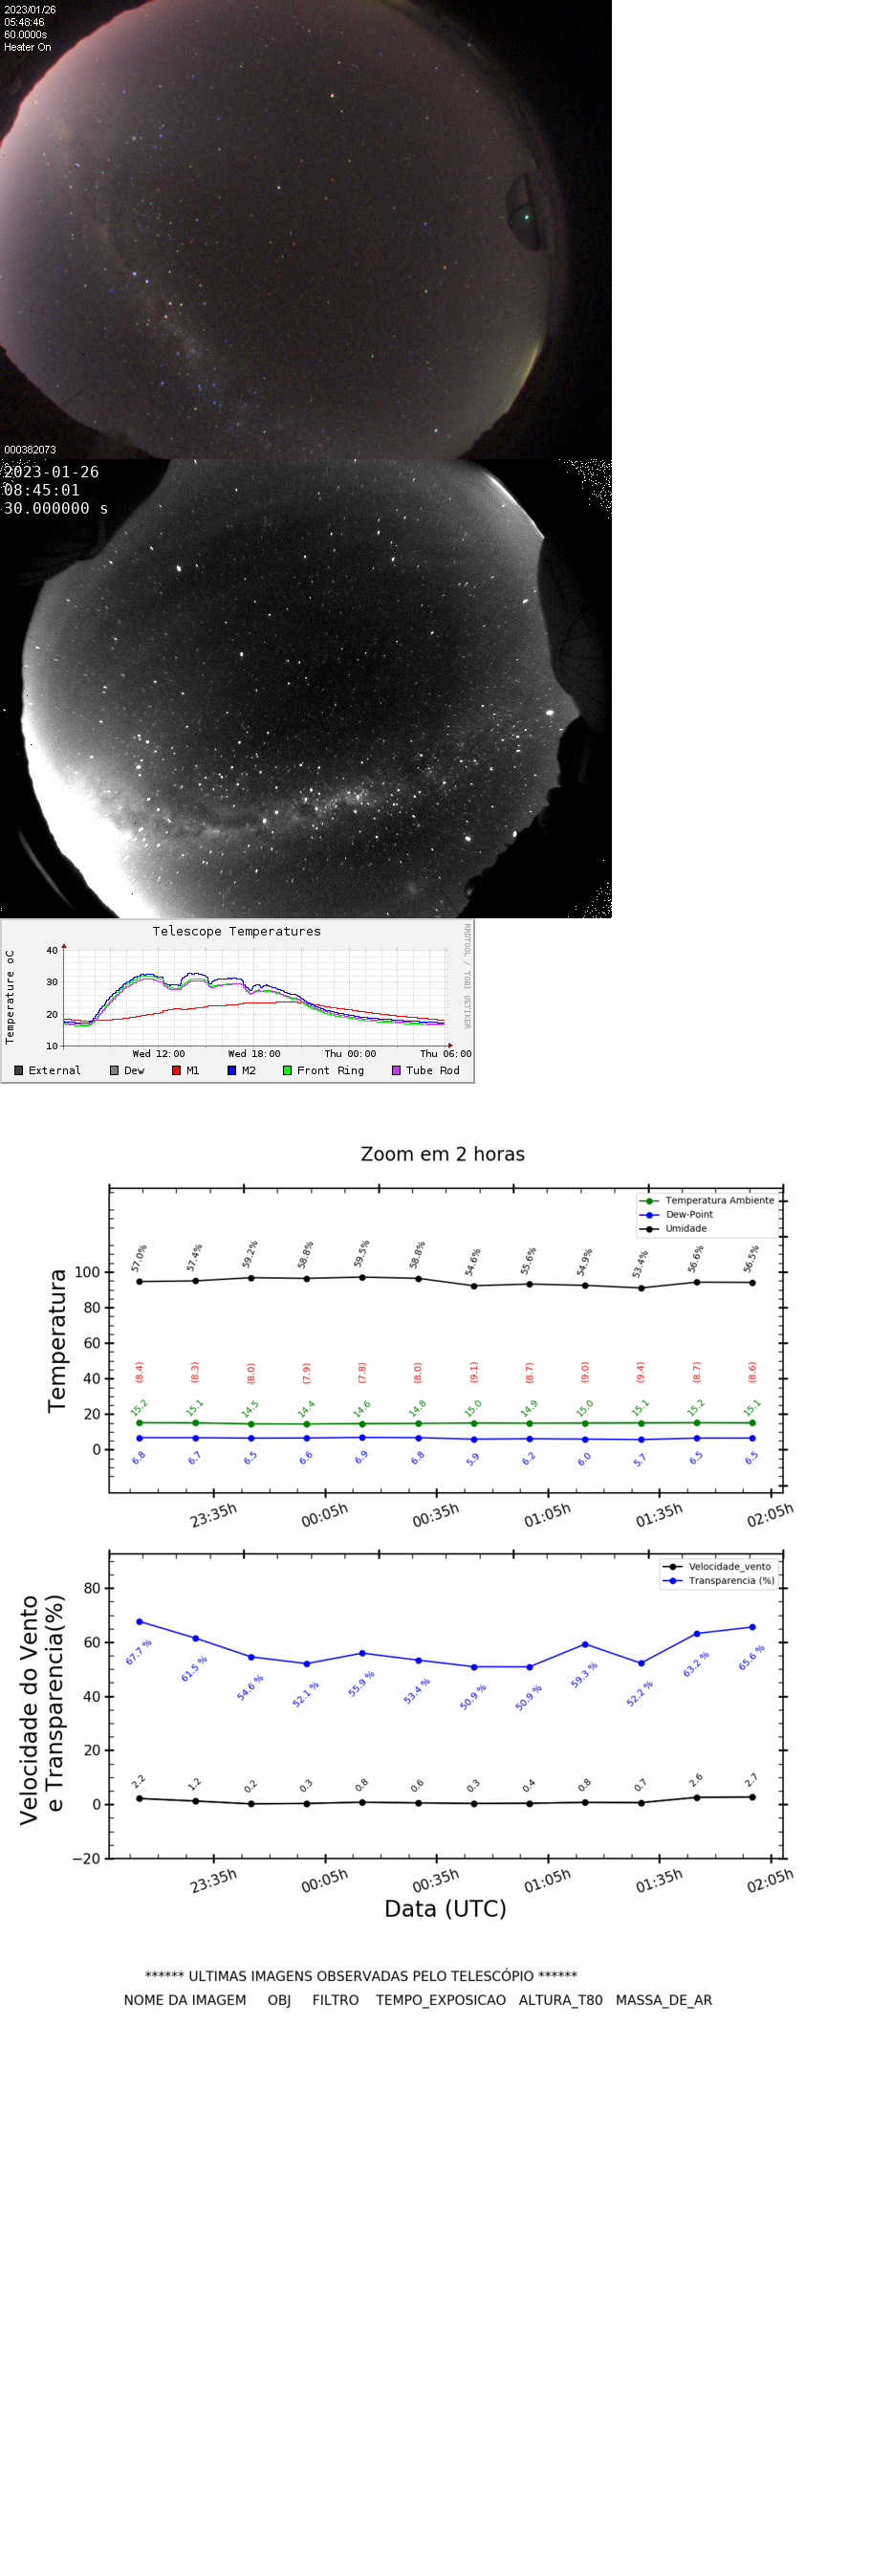 2023/01/26
05:48:46
60.0000s
Heater On
000382073
2023-01-26
08:45:01
30.000000 s
Telescope Temperatures
RRDTOOL / TOBI OETIKER
Temperature oC
40
30
20
10
Wed 12:00 Wed 18:00 Thu 00:00 Thu 06:00
External Dew M1 M2 Front Ring Tube Rod
Zoom em 2 horas
Temperatura Ambiente
Dew-Point
Umidade
Temperatura
100
80
60
40
20
0
57.0% 57.4% 59.2% 58.8% 59.5% 58.8% 54.6% 55.6% 54.9% 53.4% 56.6% 56.5%
(8.4) (8.3) (8.0) (7.9) (7.8) (8.0) (9.1) (8.7) (9.0) (9.4) (8.7) (8.6)
15.2 15.1 14.5 14.4 14.6 14.8 15.0 14.9 15.0 15.1 15.2 15.1
6.8 6.7 6.5 6.6 6.9 6.8 5.9 6.2 6.0 5.7 6.5 6.5
23:35h 00:05h 00:35h 01:05h 01:35h 02:05h
Velocidade_vento
Transparencia (%)
Velocidade do Vento
e Transparencia(%)
80
60
40
20
0
−20
67.7 % 61.5 % 54.6 % 52.1 % 55.9 % 53.4 % 50.9 % 50.9 % 59.3 % 52.2 % 63.2 % 65.6 %
2.2 1.2 0.2 0.3 0.8 0.6 0.3 0.4 0.8 0.7 2.6 2.7
23:35h 00:05h 00:35h 01:05h 01:35h 02:05h
Data (UTC)
****** ULTIMAS IMAGENS OBSERVADAS PELO TELESCÓPIO ******
NOME DA IMAGEM OBJ FILTRO TEMPO_EXPOSICAO ALTURA_T80 MASSA_DE_AR